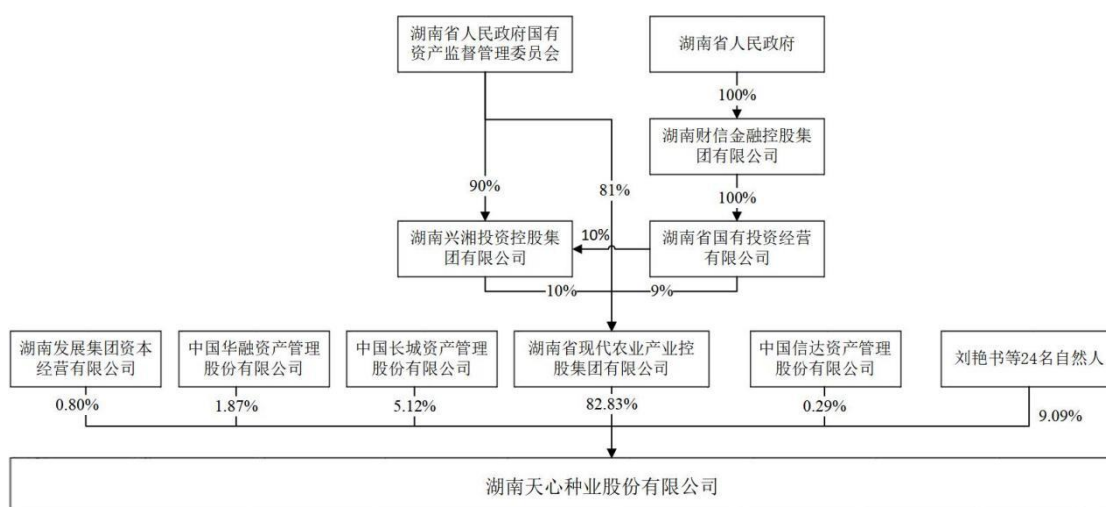 湖南省人民政府国有
资产监督管理委员会
湖南省人民政府
100%
湖南财信金融控股集
团有限公司
90%
81%
100%
湖南兴湘投资控股集
团有限公司
10%
湖南省国有投资经营
有限公司
10%
9%
湖南发展集团资本
经营有限公司
中国华融资产管理
股份有限公司
中国长城资产管理
股份有限公司
湖南省现代农业产业控
股集团有限公司
中国信达资产管理
股份有限公司
刘艳书等24名自然人
0.80%
1.87%
5.12%
82.83%
0.29%
9.09%
湖南天心种业股份有限公司